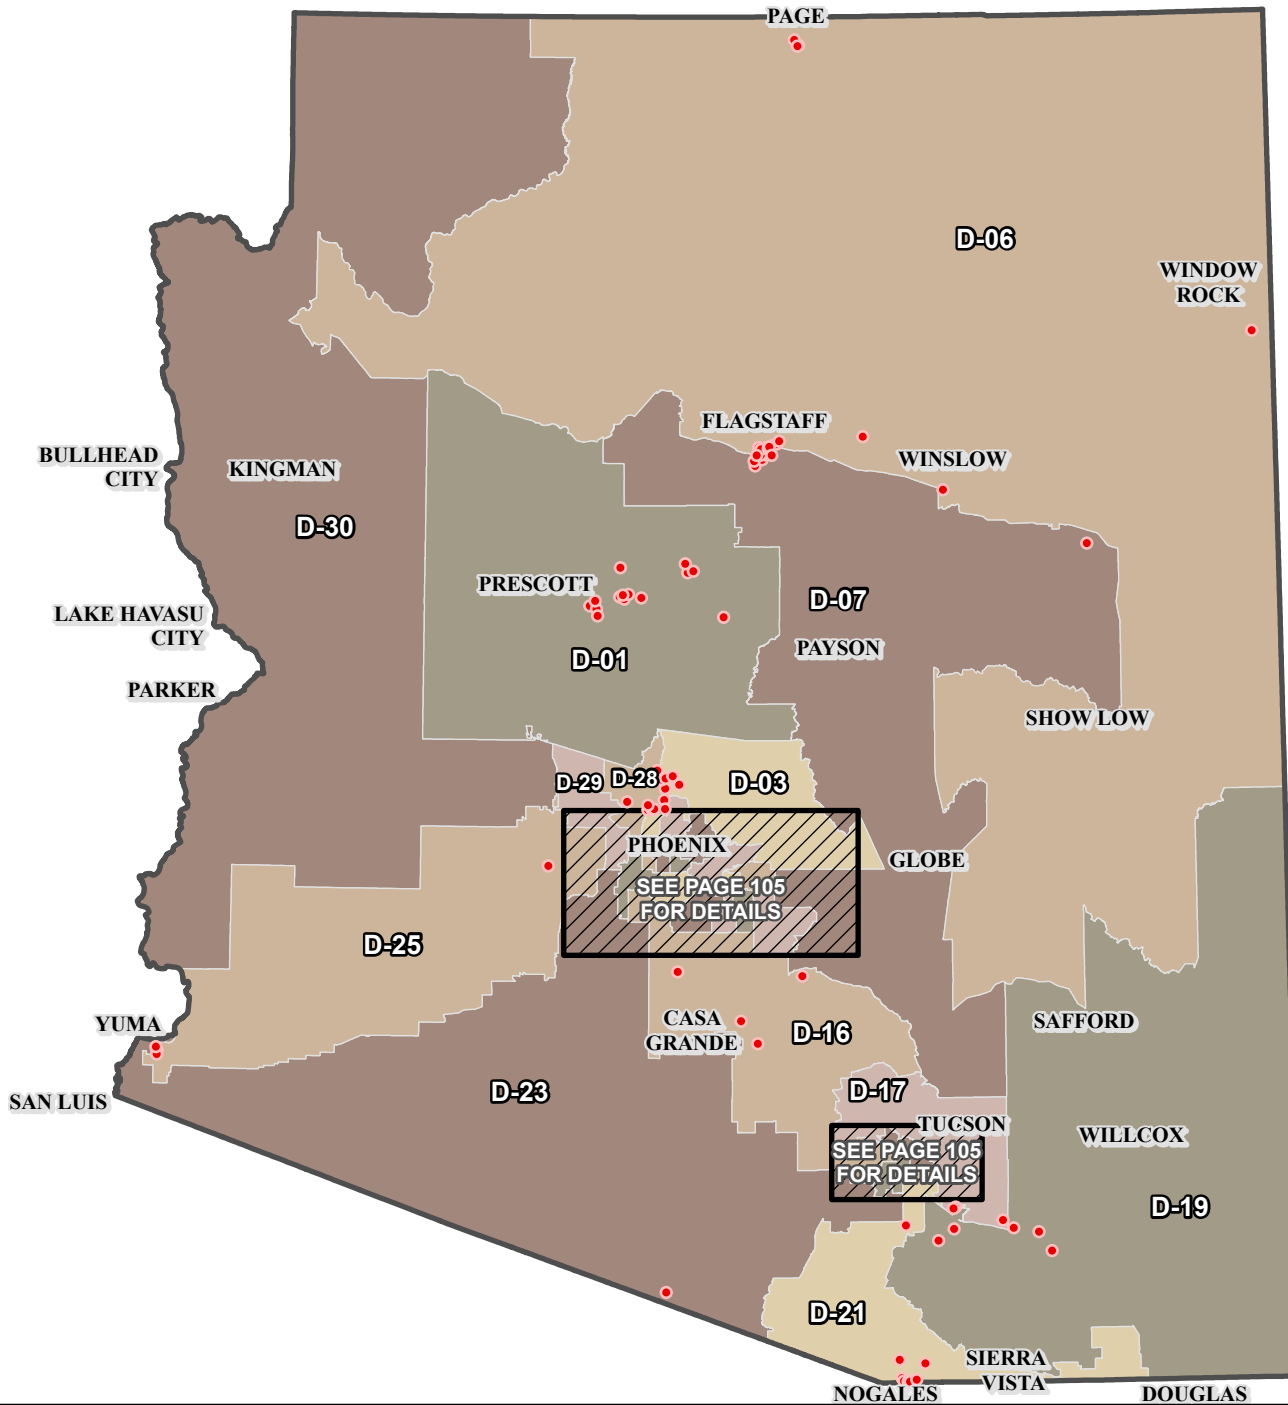 PAGE
D-06
WINDOW
ROCK
FLAGSTAFF
BULLHEAD
CITY
KINGMAN
WINSLOW
D-30
PRESCOTT
D-07
LAKE HAVASU
CITY
PAYSON
D-01
PARKER
SHOW LOW
D-29
D-28
D-03
PHOENIX
GLOBE
SEE PAGE 105
FOR DETAILS
D-25
YUMA
CASA
GRANDE
D-16
SAFFORD
D-23
D-17
SAN LUIS
TUCSON
WILLCOX
SEE PAGE 105
FOR DETAILS
D-19
D-21
SIERRA
VISTA
NOGALES
DOUGLAS